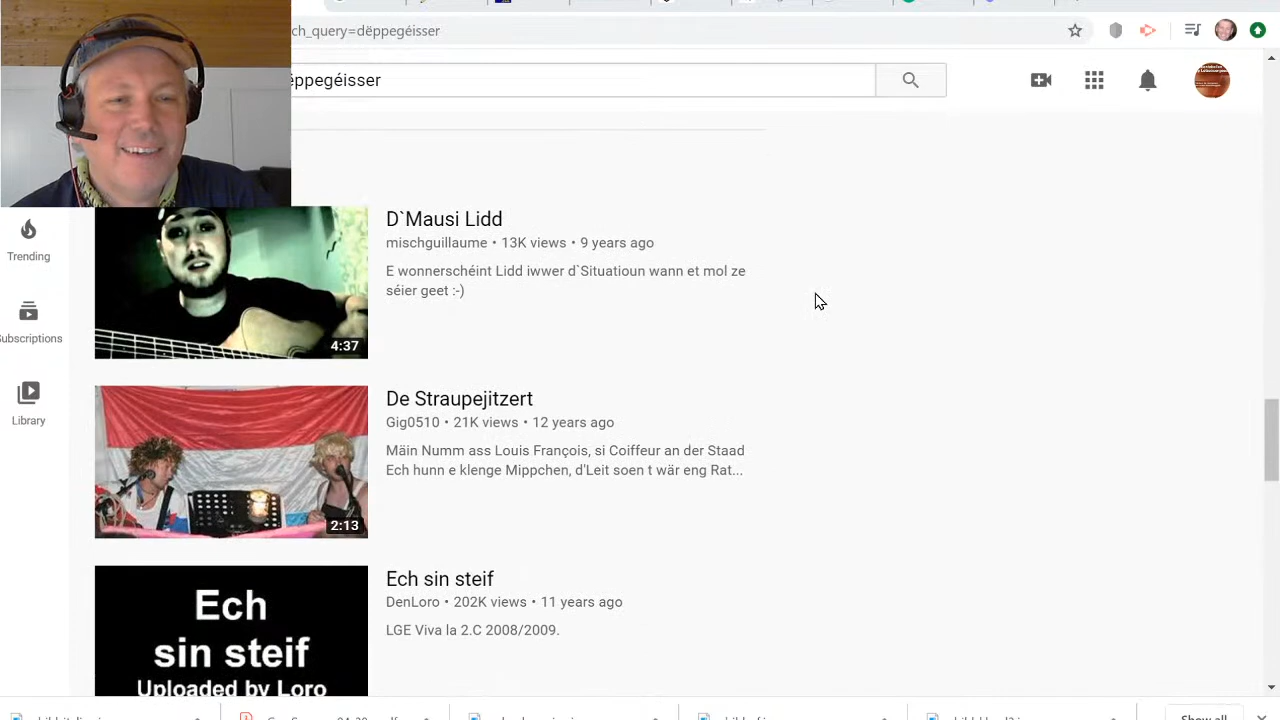 ch_query=dëppegéisser
ëppegéisser
Trending
Subscriptions
Library
D`Mausi Lidd
mischguillaume • 13K views • 9 years ago
E wonnerschéint Lidd iwwer d`Situatioun wann et mol ze
séier geet :-)
4:37
De Straupejitzert
Gig0510 • 21K views • 12 years ago
Mäin Numm ass Louis François, si Coiffeur an der Staad
Ech hunn e klenge Mippchen, d'Leit soen t wär eng Rat...
2:13
Ech sin steif
DenLoro • 202K views • 11 years ago
LGE Viva la 2.C 2008/2009.
Ech
sin steif
Uploaded by Loro
Show all